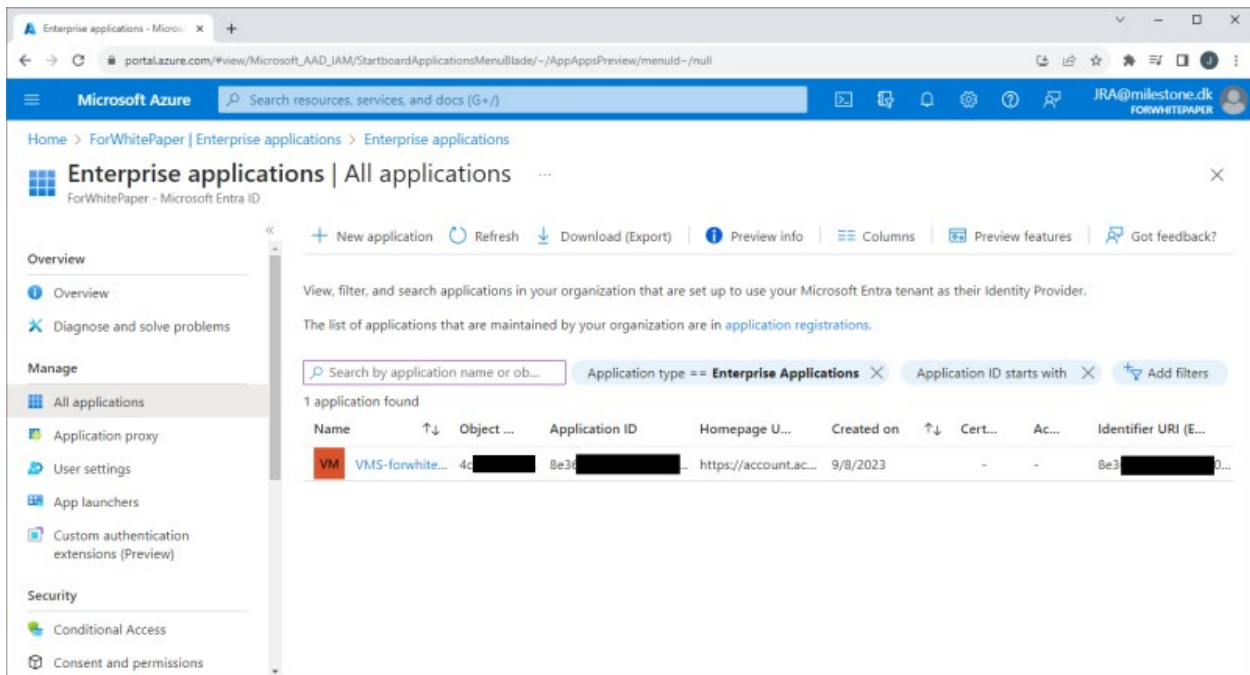 Enterprise applications - Micros
portal.azure.com/#view/Microsoft_AAD_IAM/StartboardApplicationsMenuBlade/~/AppAppsPreview/menuId~/null
J
Microsoft Azure
Search resources, services, and docs (G+/)
JRA@milestone.dk
FORWHITEPAPER
Home > ForWhitePaper | Enterprise applications > Enterprise applications
Enterprise applications | All applications ...
ForWhitePaper - Microsoft Entra ID
New application
Refresh
Download (Export)
Preview info
Columns
Preview features
Got feedback?
Overview
Overview
Diagnose and solve problems
Manage
All applications
Application proxy
User settings
App launchers
Custom authentication
extensions (Preview)
Security
Conditional Access
Consent and permissions
View, filter, and search applications in your organization that are set up to use your Microsoft Entra tenant as their Identity Provider.
The list of applications that are maintained by your organization are in application registrations.
Search by application name or ob...
Application type == Enterprise Applications
Application ID starts with
Add filters
1 application found
Name Object ... Application ID Homepage U... Created on Cert... Ac... Identifier URI (E...
VM VMS-forwhite... 4c 8e36 ... https://account.ac... 9/8/2023 - - 8e3 0...